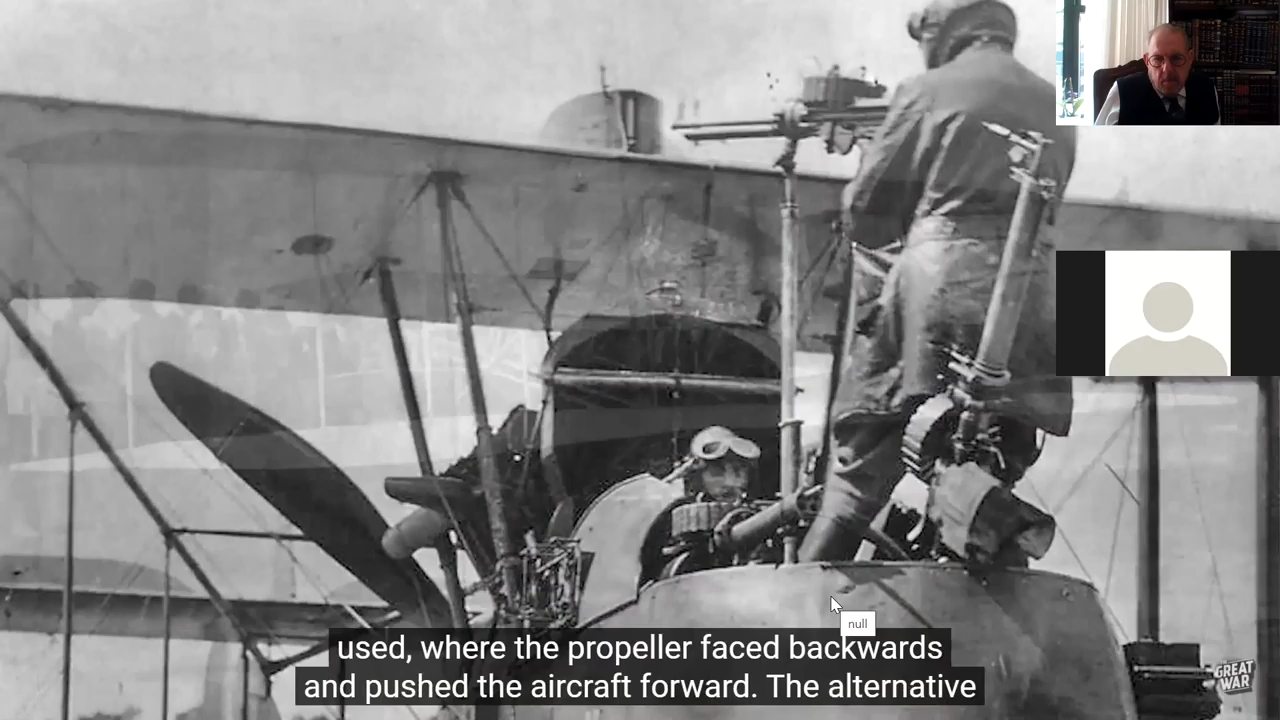 null
used, where the propeller faced backwards
and pushed the aircraft forward. The alternative
GREAT
WAR